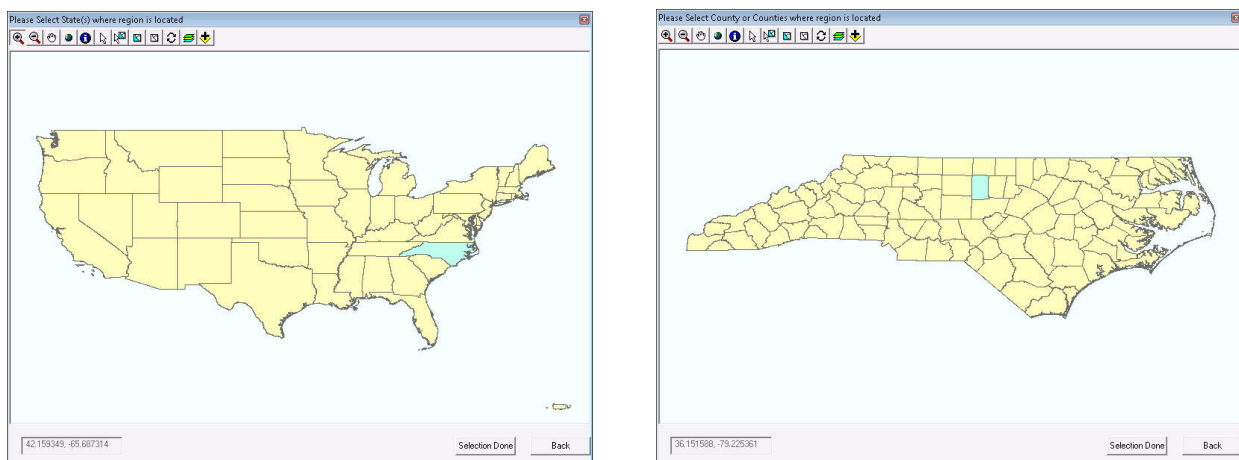 Please Select State(s) where region is located
42.159349, -65.687314
Selection Done
Back
Please Select County or Counties where region is located
36.151588, -79.225361
Selection Done
Back